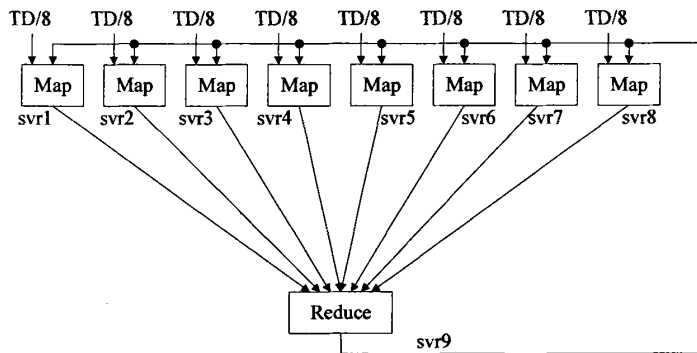 TD/8 TD/8 TD/8 TD/8 TD/8 TD/8 TD/8 TD/8
Map Map Map Map Map Map Map Map
svr1 svr2 svr3 svr4 svr5 svr6 svr7 svr8
Reduce
svr9